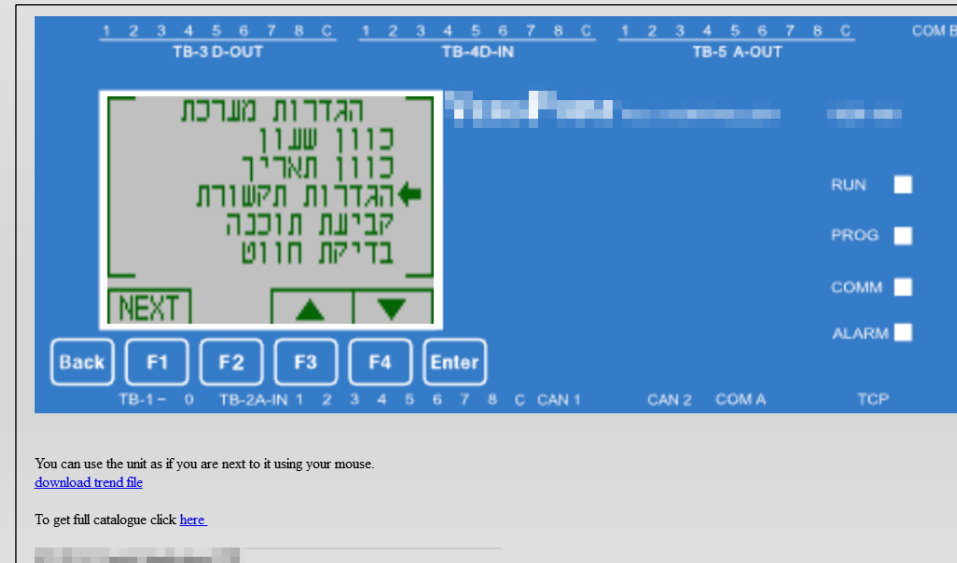 1 2 3 4 5 6 7 8 C 1 2 3 4 5 6 7 8 C 1 2 3 4 5 6 7 8 C COM B
TB-3 D-OUT TB-4D-IN TB-5 A-OUT
הגדרות מערכת
כוון שעון
כוון תאריך
הגדרות תקשורת
קביעת תוכנה
בדיקת חווט
NEXT
RUN
PROG
COMM
ALARM
Back F1 F2 F3 F4 Enter
TB-1 – 0 TB-2A-IN 1 2 3 4 5 6 7 8 C CAN 1 CAN 2 COM A TCP
You can use the unit as if you are next to it using your mouse.
download trend file
To get full catalogue click here